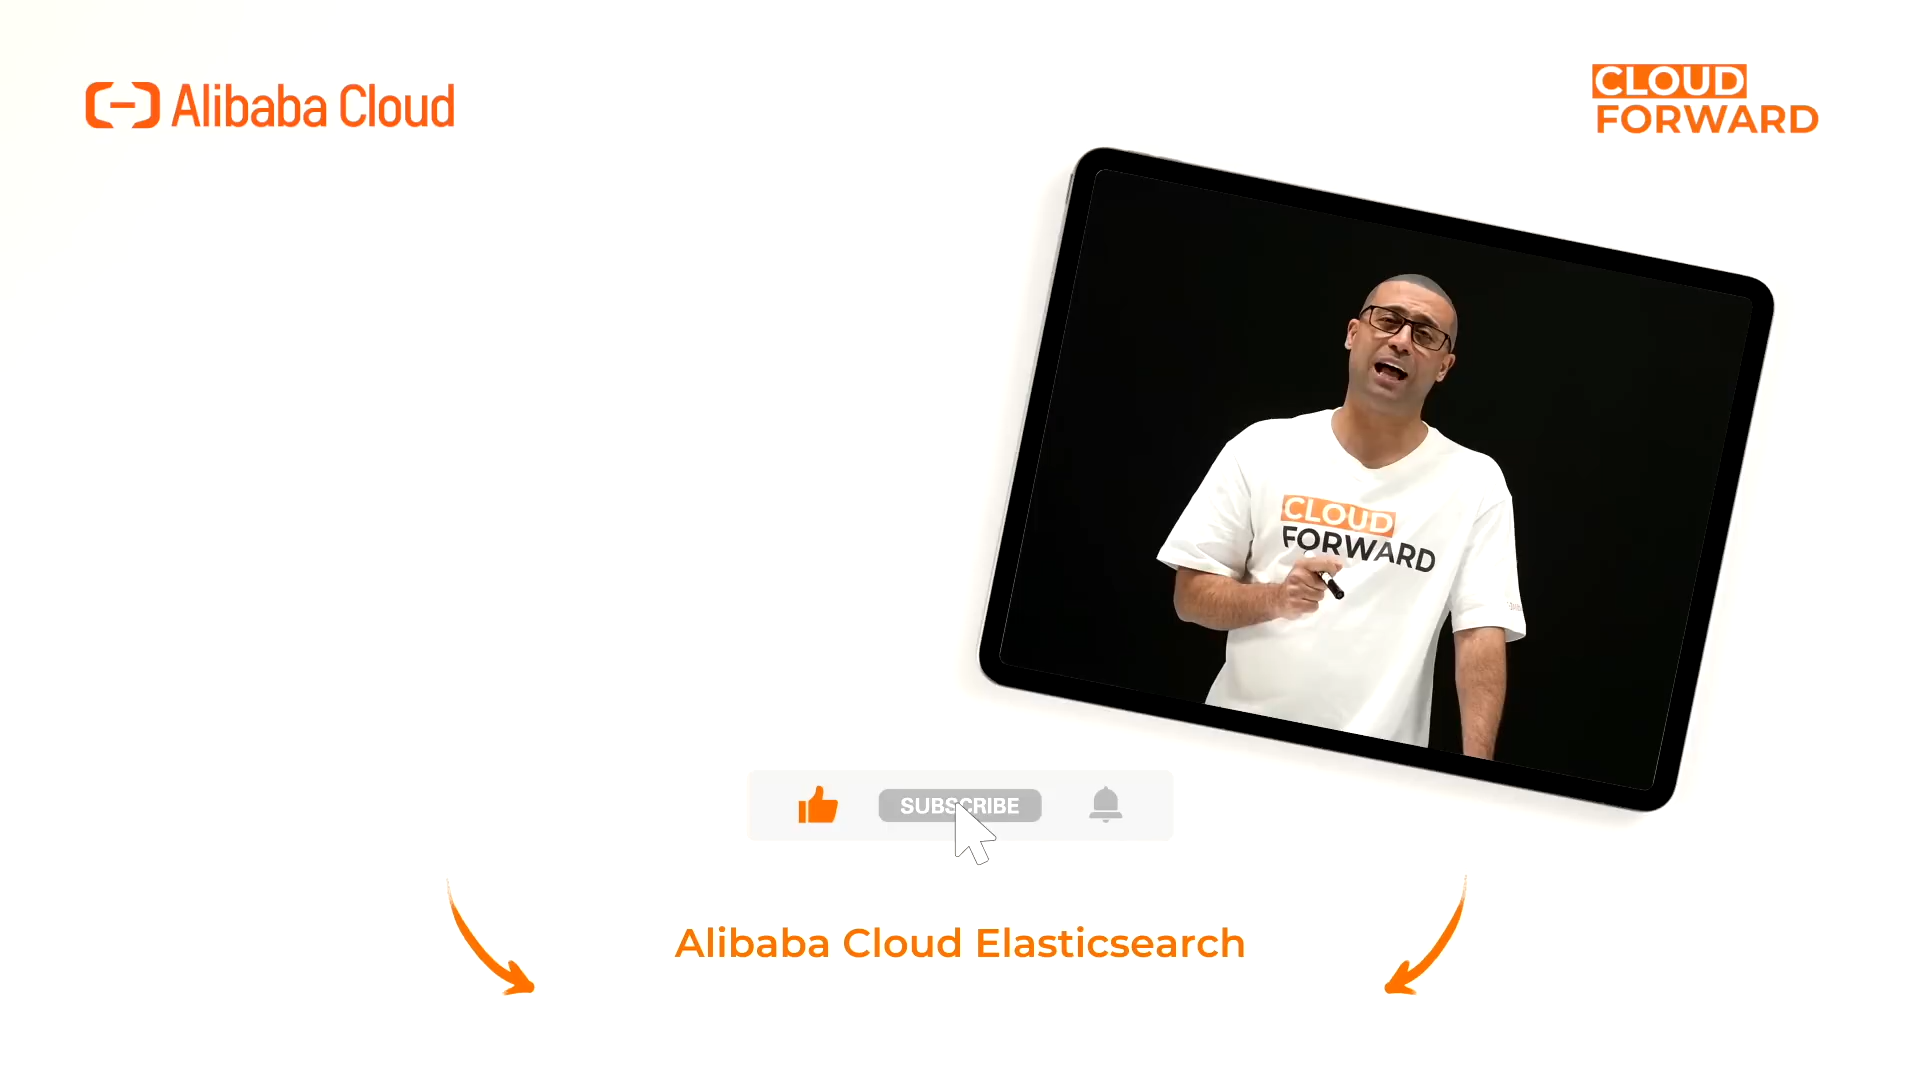 Alibaba Cloud
CLOUD
FORWARD
CLOUD
FORWARD
SUBSCRIBE
Alibaba Cloud Elasticsearch